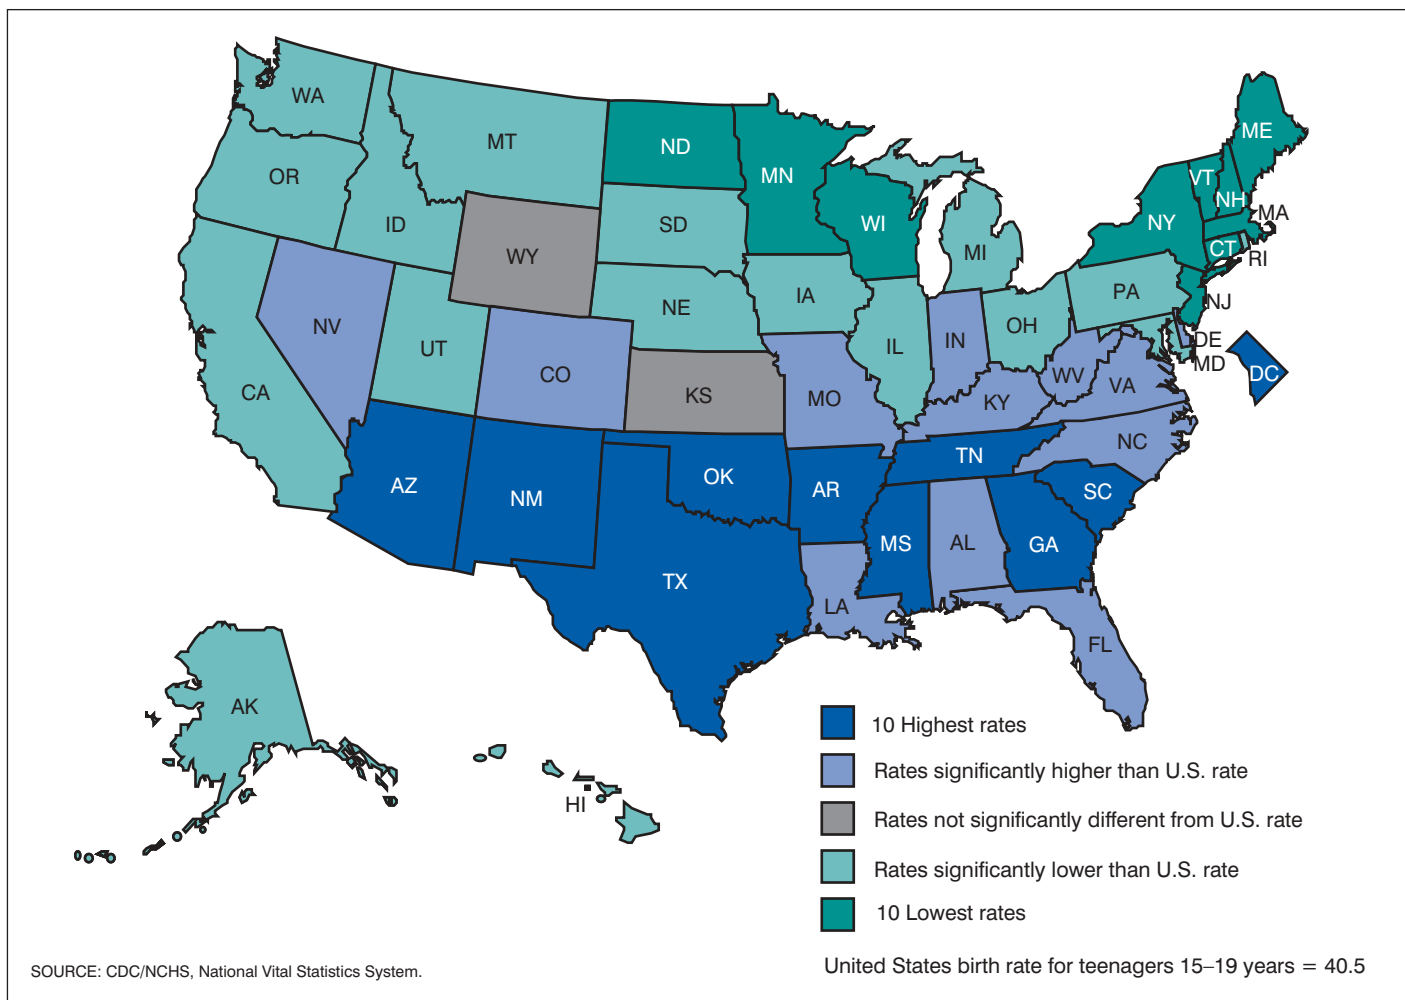 WA
MT
ND
MN
ME
OR
ID
SD
WI
VT
NH
NY
MA
WY
MI
CT
RI
IA
PA
NE
NJ
NV
UT
OH
IL
IN
DE
MD
CO
WV
VA
DC
CA
KS
MO
KY
NC
TN
AZ
NM
OK
AR
SC
MS
AL
GA
TX
LA
FL
AK
HI
10 Highest rates
Rates significantly higher than U.S. rate
Rates not significantly different from U.S. rate
Rates significantly lower than U.S. rate
10 Lowest rates
SOURCE: CDC/NCHS, National Vital Statistics System.
United States birth rate for teenagers 15–19 years = 40.5